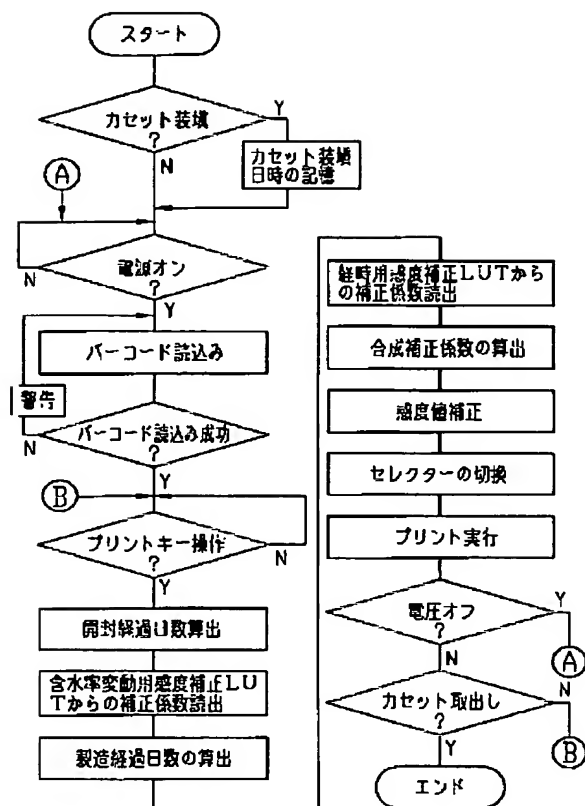 スタート
カセット装填
?
Y
N
カセット装填
日時の記憶
A
電源オン
?
N
Y
バーコード読込み
警告
バーコード読込み成功
?
N
Y
B
プリントキー操作
?
N
Y
開封経過日数算出
含水率変動用感度補正LU
Tからの補正係数読出
製造経過日数の算出
経時用感度補正LUTから
の補正係数読出
合成補正係数の算出
感度値補正
セレクターの切換
プリント実行
電圧オフ
?
Y
N
A
カセット取出し
?
N
Y
B
エンド